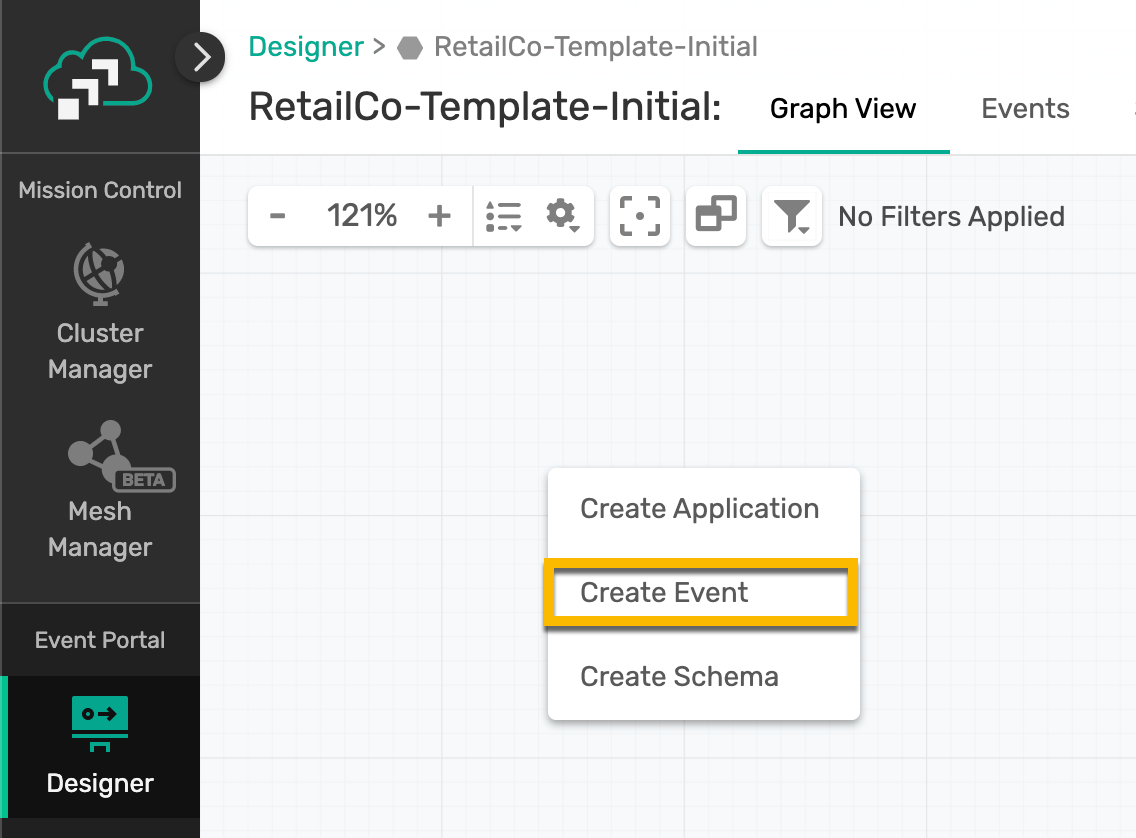 Designer > RetailCo-Template-Initial
RetailCo-Template-Initial:
Graph View
Events
Mission Control
- 121% +
No Filters Applied
Cluster
Manager
BETA
Mesh
Manager
Create Application
Create Event
Create Schema
Event Portal
Designer